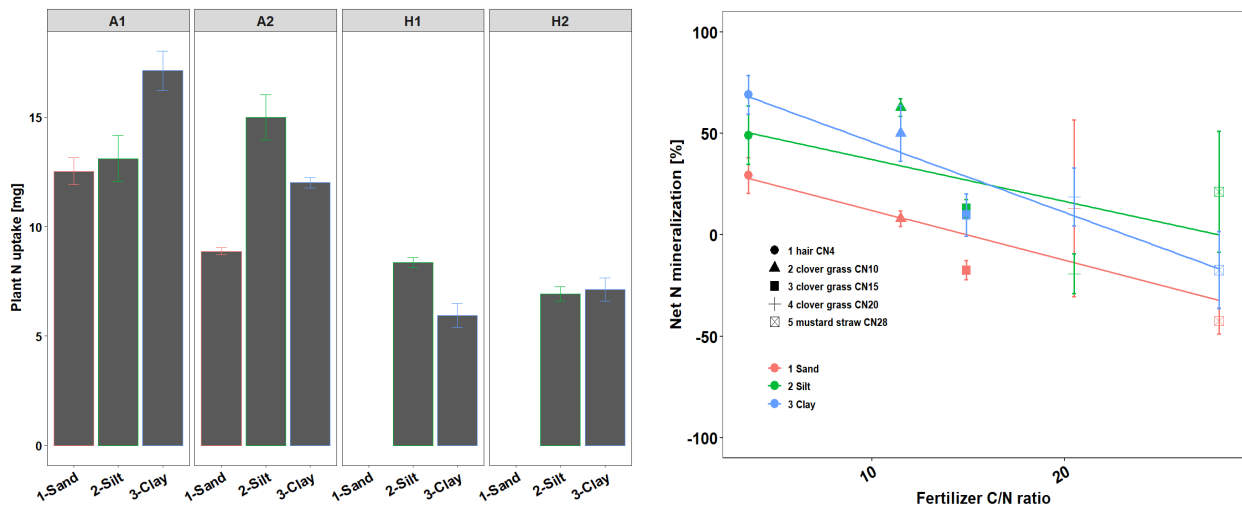 A1 A2 H1 H2
Plant N uptake [mg]
15
10
5
0
1-Sand 2-Silt 3-Clay 1-Sand 2-Silt 3-Clay 1-Sand 2-Silt 3-Clay 1-Sand 2-Silt 3-Clay
Net N mineralization [%]
100
50
0
-50
-100
1 hair CN4
2 clover grass CN10
3 clover grass CN15
4 clover grass CN20
5 mustard straw CN28
1 Sand
2 Silt
3 Clay
10 20
Fertilizer C/N ratio